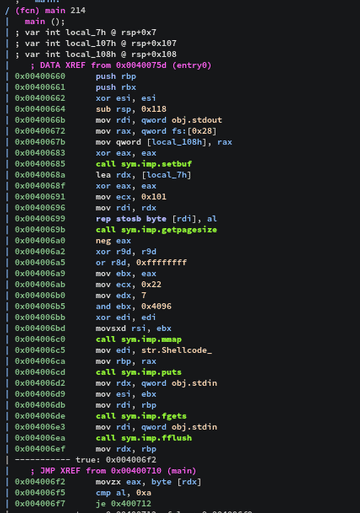 / (fcn) main 214
| main ();
| ; var int local_7h @ rsp+0x7
| ; var int local_107h @ rsp+0x107
| ; var int local_108h @ rsp+0x108
| ; DATA XREF from 0x0040075d (entry0)
| 0x00400660 push rbp
| 0x00400661 push rbx
| 0x00400662 xor esi, esi
| 0x00400664 sub rsp, 0x118
| 0x0040066b mov rdi, qword obj.stdout
| 0x00400672 mov rax, qword fs:[0x28]
| 0x0040067b mov qword [local_108h], rax
| 0x00400683 xor eax, eax
| 0x00400685 call sym.imp.setbuf
| 0x0040068a lea rdx, [local_7h]
| 0x0040068f xor eax, eax
| 0x00400691 mov ecx, 0x101
| 0x00400696 mov rdi, rdx
| 0x00400699 rep stosb byte [rdi], al
| 0x0040069b call sym.imp.getpagesize
| 0x004006a0 neg eax
| 0x004006a2 xor r9d, r9d
| 0x004006a5 or r8d, 0xffffffff
| 0x004006a9 mov ebx, eax
| 0x004006ab mov ecx, 0x22
| 0x004006b0 mov edx, 7
| 0x004006b5 and ebx, 0x4096
| 0x004006bb xor edi, edi
| 0x004006bd movsxd rsi, ebx
| 0x004006c0 call sym.imp.mmap
| 0x004006c5 mov edi, str.Shellcode_
| 0x004006ca mov rbp, rax
| 0x004006cd call sym.imp.puts
| 0x004006d2 mov rdx, qword obj.stdin
| 0x004006d9 mov esi, ebx
| 0x004006db mov rdi, rbp
| 0x004006de call sym.imp.fgets
| 0x004006e3 mov rdi, qword obj.stdin
| 0x004006ea call sym.imp.fflush
| 0x004006ef mov rdx, rbp
| ----------- true: 0x004006f2
| ; JMP XREF from 0x00400710 (main)
| 0x004006f2 movzx eax, byte [rdx]
| 0x004006f5 cmp al, 0xa
| 0x004006f7 je 0x400712